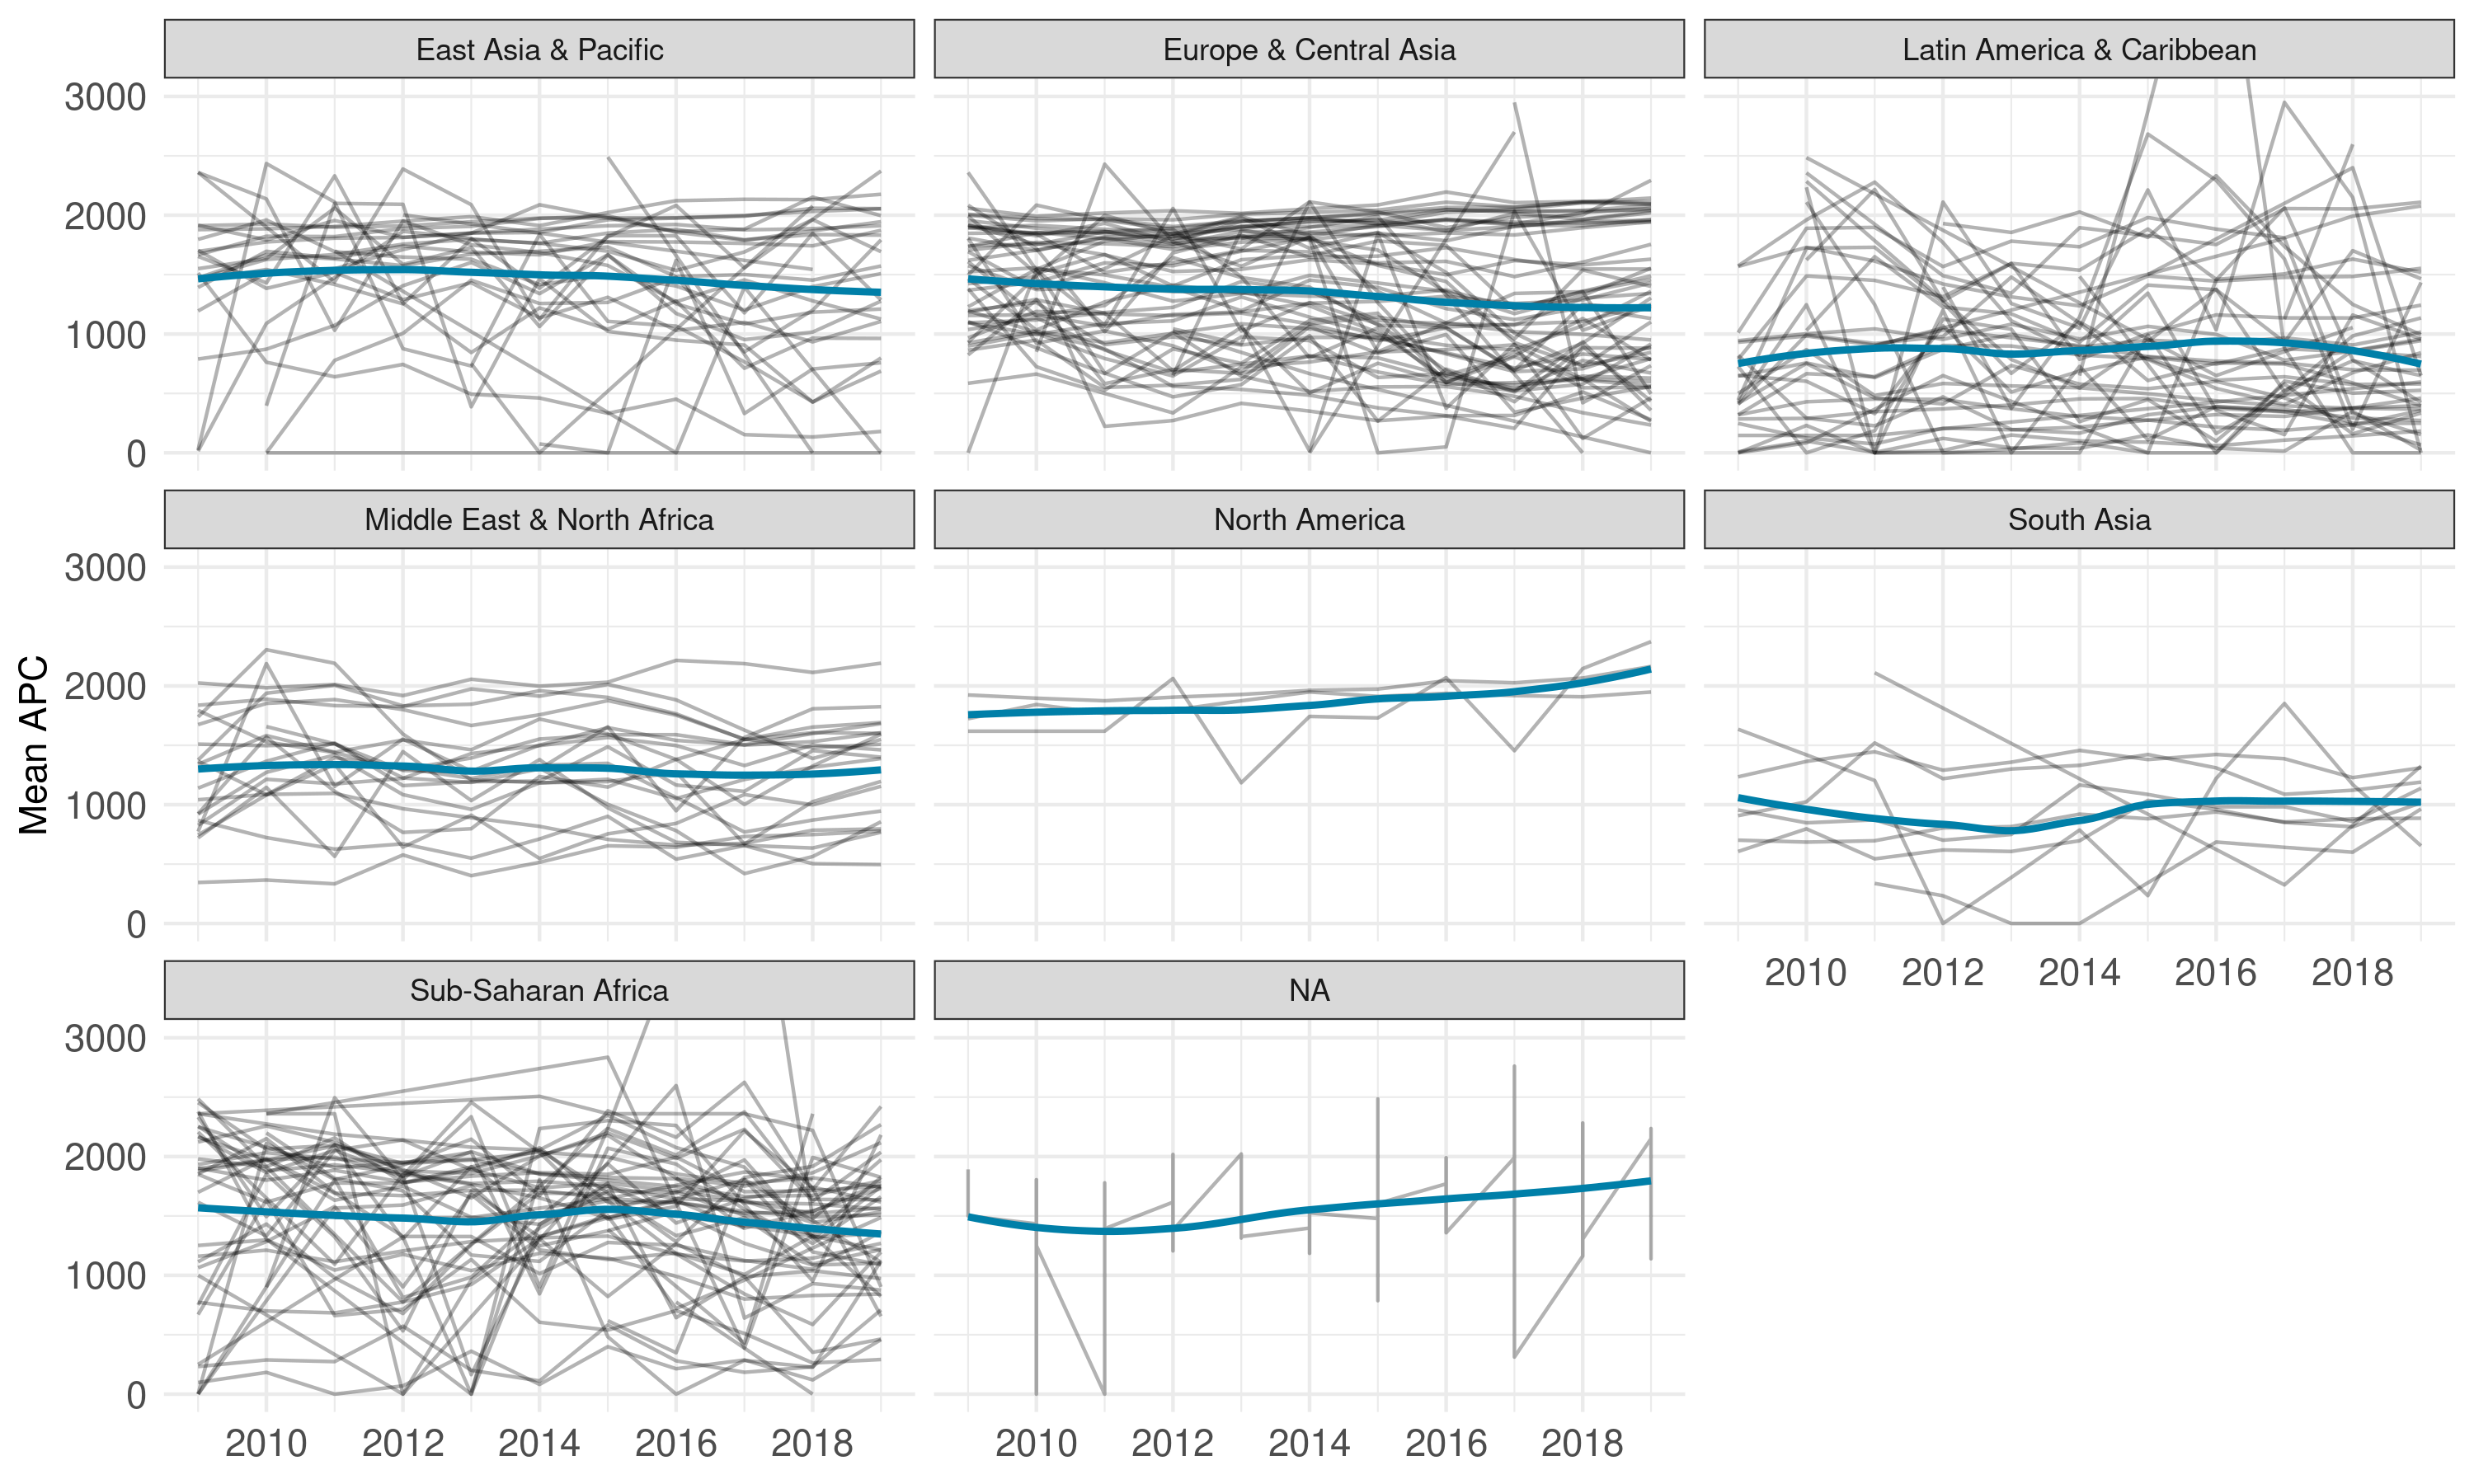 East Asia & Pacific
Europe & Central Asia
Latin America & Caribbean
3000
2000
1000
0
Middle East & North Africa
North America
South Asia
3000
2000
1000
0
2010 2012 2014 2016 2018
Sub-Saharan Africa
NA
3000
2000
1000
0
2010 2012 2014 2016 2018
2010 2012 2014 2016 2018
Mean APC